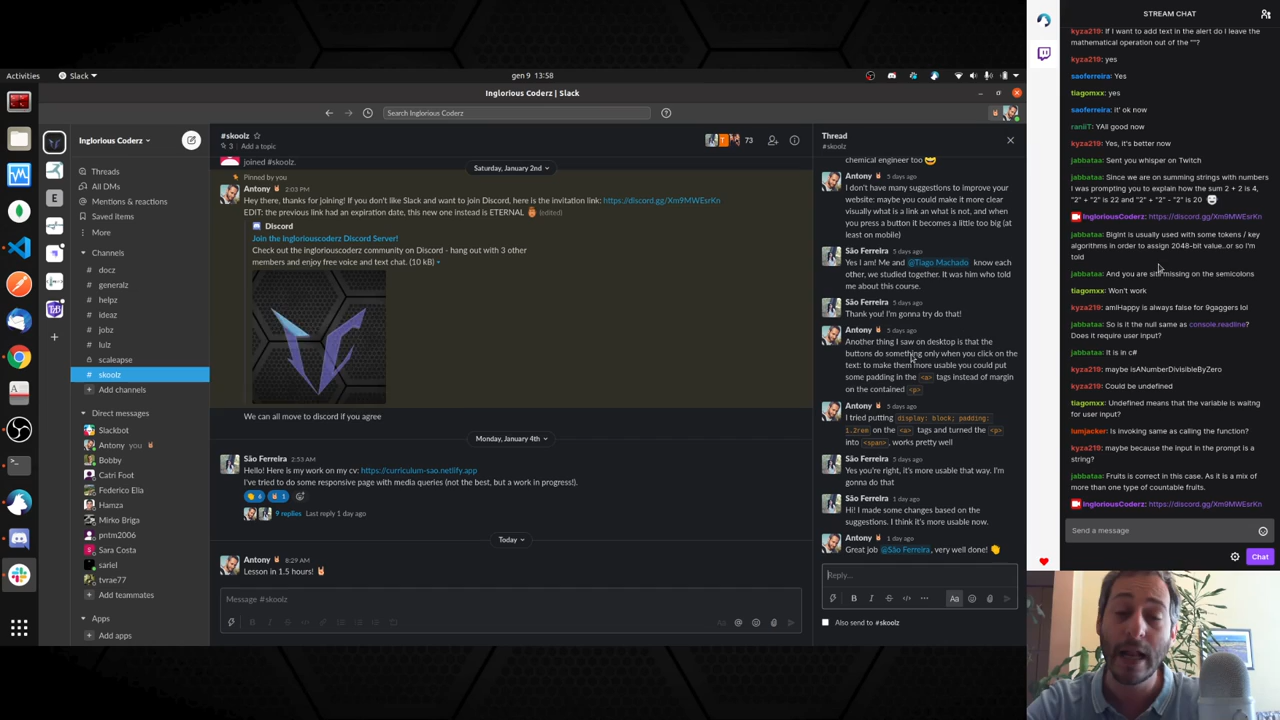 Activities
Slack
gen 9 13:58
Inglorious Coderz | Slack
Search Inglorious Coderz
Inglorious Coderz
Threads
All DMs
Mentions & reactions
Saved items
More
Channels
# docz
# generalz
# helpz
# ideaz
# jobz
# lulz
scaleapse
# skoolz
Add channels
Direct messages
Slackbot
Antony you
Bobby
Catri Foot
Federico Elia
Hamza
Mirko Briga
pntm2006
Sara Costa
sariel
tvrae77
Add teammates
Apps
Add apps
E
#skoolz
3 | Add a topic
73
joined #skoolz.
Saturday, January 2nd
Pinned by you
Antony 2:03 PM
Hey there, thanks for joining! If you don't like Slack and want to join Discord, here is the invitation link: https://discord.gg/Xm9MWEsrKn
EDIT: the previous link had an expiration date, this new one instead is ETERNAL (edited)
Discord
Join the ingloriouscoderz Discord Server!
Check out the ingloriouscoderz community on Discord - hang out with 3 other
members and enjoy free voice and text chat. (10 kB)
We can all move to discord if you agree
Monday, January 4th
São Ferreira 2:53 AM
Hello! Here is my work on my cv: https://curriculum-sao.netlify.app
I've tried to do some responsive page with media queries (not the best, but a work in progress!).
4 1
9 replies Last reply 1 day ago
Today
Antony 8:29 AM
Lesson in 1.5 hours!
Message #skoolz
Thread
#skoolz
chemical engineer too
Antony 5 days ago
I don't have many suggestions to improve your
website: maybe you could make it more clear
visually what is a link an what is not, and when
you press a button it becomes a little too big (at
least on mobile)
São Ferreira 5 days ago
Yes I am! Me and @Tiago Machado know each
other, we studied together. It was him who told
me about this course.
São Ferreira 5 days ago
Thank you! I'm gonna try do that!
Antony 5 days ago
Another thing I saw on desktop is that the
buttons do something only when you click on the
text: to make them more usable you could put
some padding in the <a> tags instead of margin
on the contained <p>
Antony 5 days ago
I tried putting display: block; padding:
1.2rem on the <a> tags and turned the <p>
into <span>, works pretty well
São Ferreira 5 days ago
Yes you're right, it's more usable that way. I'm
gonna do that
São Ferreira 1 day ago
Hi! I made some changes based on the
suggestions. I think it's more usable now.
Antony 1 day ago
Great job @São Ferreira, very well done!
Reply...
Aa
Also send to #skoolz
STREAM CHAT
kyza219: If I want to add text in the alert do I leave the
mathematical operation out of the ""?
kyza219: yes
saoferreira: Yes
tiagomxx: yes
saoferreira: it' ok now
ranliT: YAll good now
kyza219: Yes, it's better now
jabbataa: Sent you whisper on Twitch
jabbataa: Since we are on summing strings with numbers
I was prompting you to explain how the sum 2 + 2 is 4,
"2" + "2" is 22 and "2" + "2" - "2" is 20
IngloriousCoderz: https://discord.gg/Xm9MWEsrKn
jabbataa: BigInt is usually used with some tokens / key
algorithms in order to assign 2048-bit value..or so I'm
told
jabbataa: And you are still missing on the semicolons
tiagomxx: Won't work
kyza219: amIHappy is always false for 9gaggers lol
jabbataa: So is it the null same as console.readline?
Does it require user input?
jabbataa: It is in c#
kyza219: maybe isANumberDivisibleByZero
kyza219: Could be undefined
tiagomxx: Undefined means that the variable is waitng
for user input?
lumjacker: Is invoking same as calling the function?
kyza219: maybe because the input in the prompt is a
string?
jabbataa: Fruits is correct in this case. As it is a mix of
more than one type of countable fruits.
IngloriousCoderz: https://discord.gg/Xm9MWEsrKn
Send a message
Chat